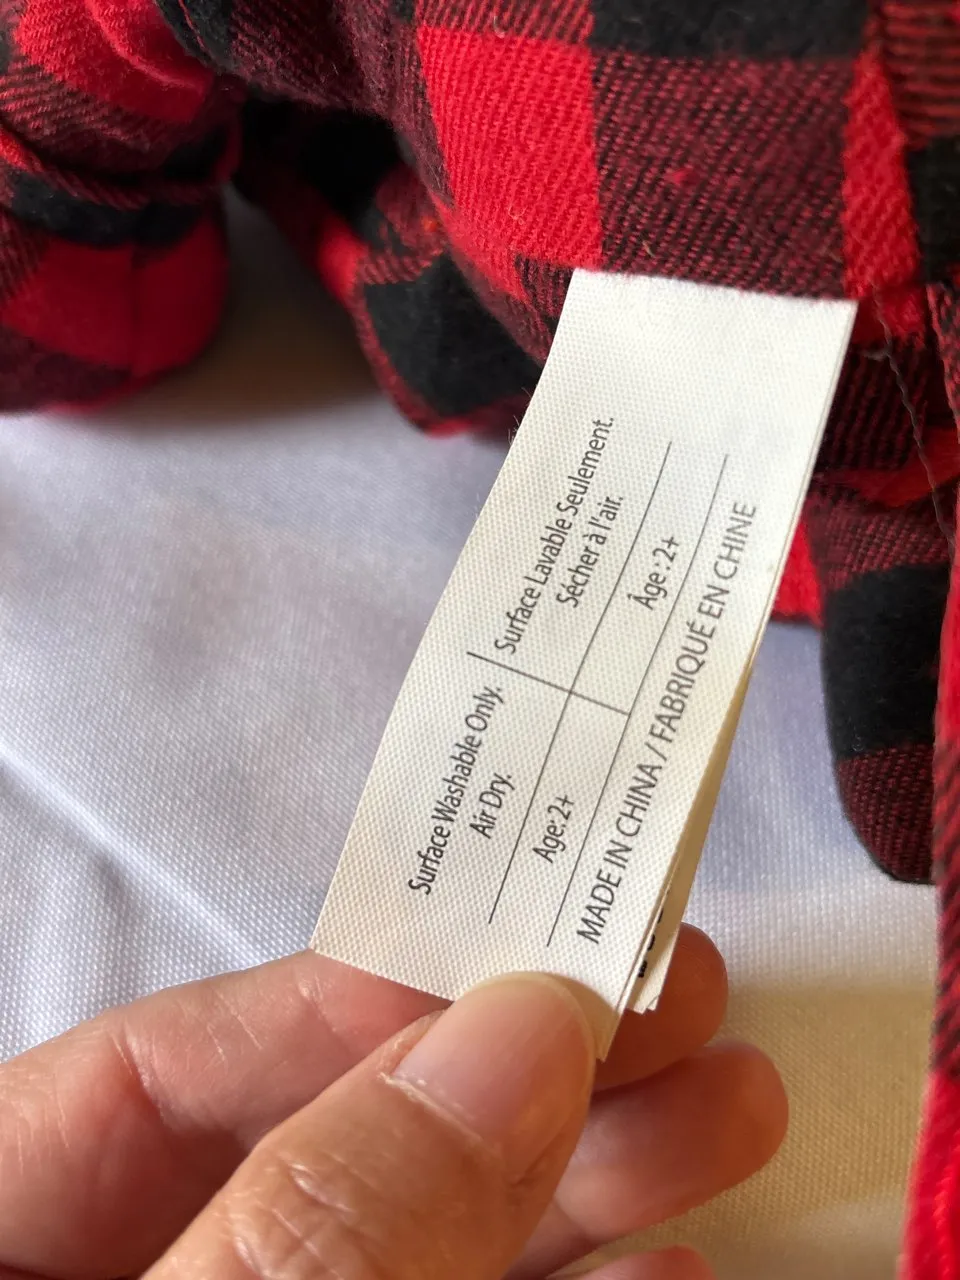 Surface Washable Only.
Air Dry.
Surface Lavable Seulement.
Sécher à l'air.
Age: 2+
Âge : 2+
MADE IN CHINA / FABRIQUÉ EN CHINE